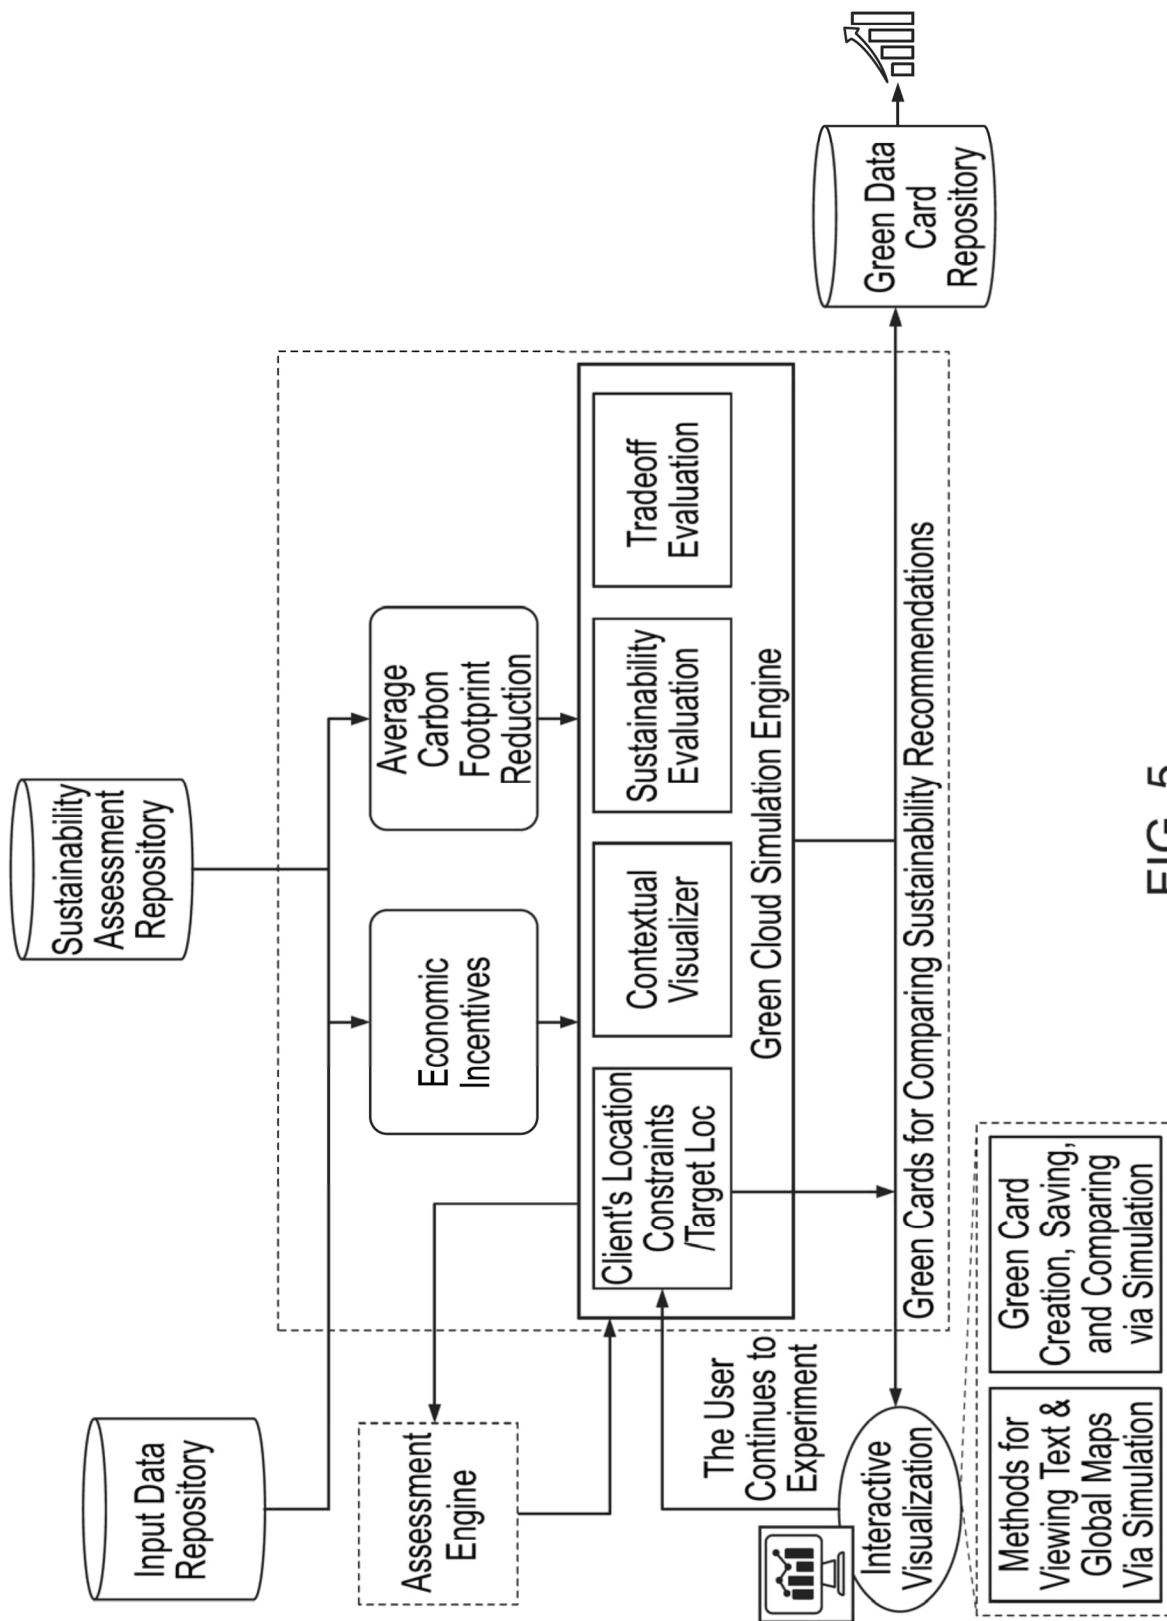 Sustainability
Assessment
Repository
Input Data
Repository
Economic
Incentives
Average
Carbon
Footprint
Reduction
Assessment
Engine
Client's Location
Constraints
/Target Loc
Contextual
Visualizer
Sustainability
Evaluation
Tradeoff
Evaluation
Green Cloud Simulation Engine
The User
Continues to
Experiment
Green Data
Card
Repository
Interactive
Visualization
Green Cards for Comparing Sustainability Recommendations
Methods for
Viewing Text &
Global Maps
Via Simulation
Green Card
Creation, Saving,
and Comparing
via Simulation
FIG. 5